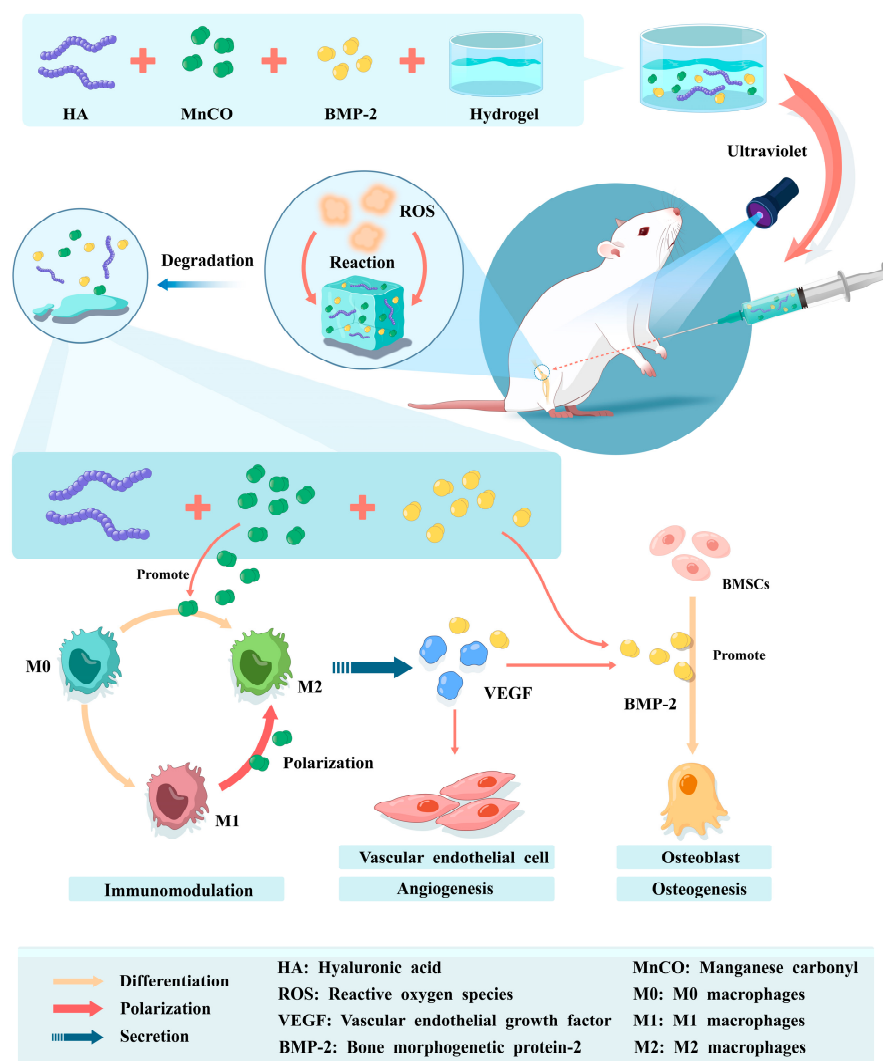 HA
MnCO
BMP-2
Hydrogel
Ultraviolet
ROS
Reaction
Degradation
Promote
BMSCs
M0
M2
VEGF
Promote
BMP-2
Polarization
M1
Vascular endothelial cell
Osteoblast
Immunomodulation
Angiogenesis
Osteogenesis
Differentiation
Polarization
Secretion
HA: Hyaluronic acid
ROS: Reactive oxygen species
VEGF: Vascular endothelial growth factor
BMP-2: Bone morphogenetic protein-2
MnCO: Manganese carbonyl
M0: M0 macrophages
M1: M1 macrophages
M2: M2 macrophages